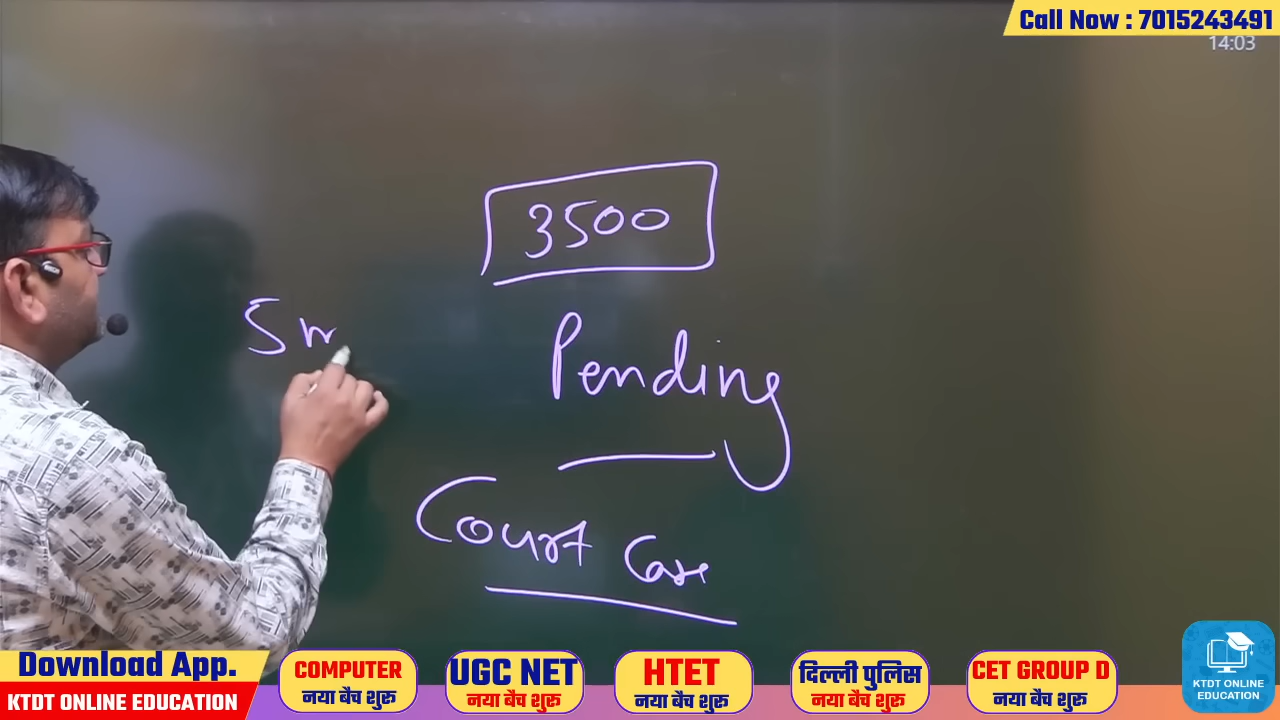 Call Now : 7015243491
14:03
3500
Pending
Court Case
Download App.
KTDT ONLINE EDUCATION
COMPUTER
नया बैच शुरू
UGC NET
नया बैच शुरू
HTET
नया बैच शुरू
दिल्ली पुलिस
नया बैच शुरू
CET GROUP D
नया बैच शुरू
KTDT ONLINE
EDUCATION